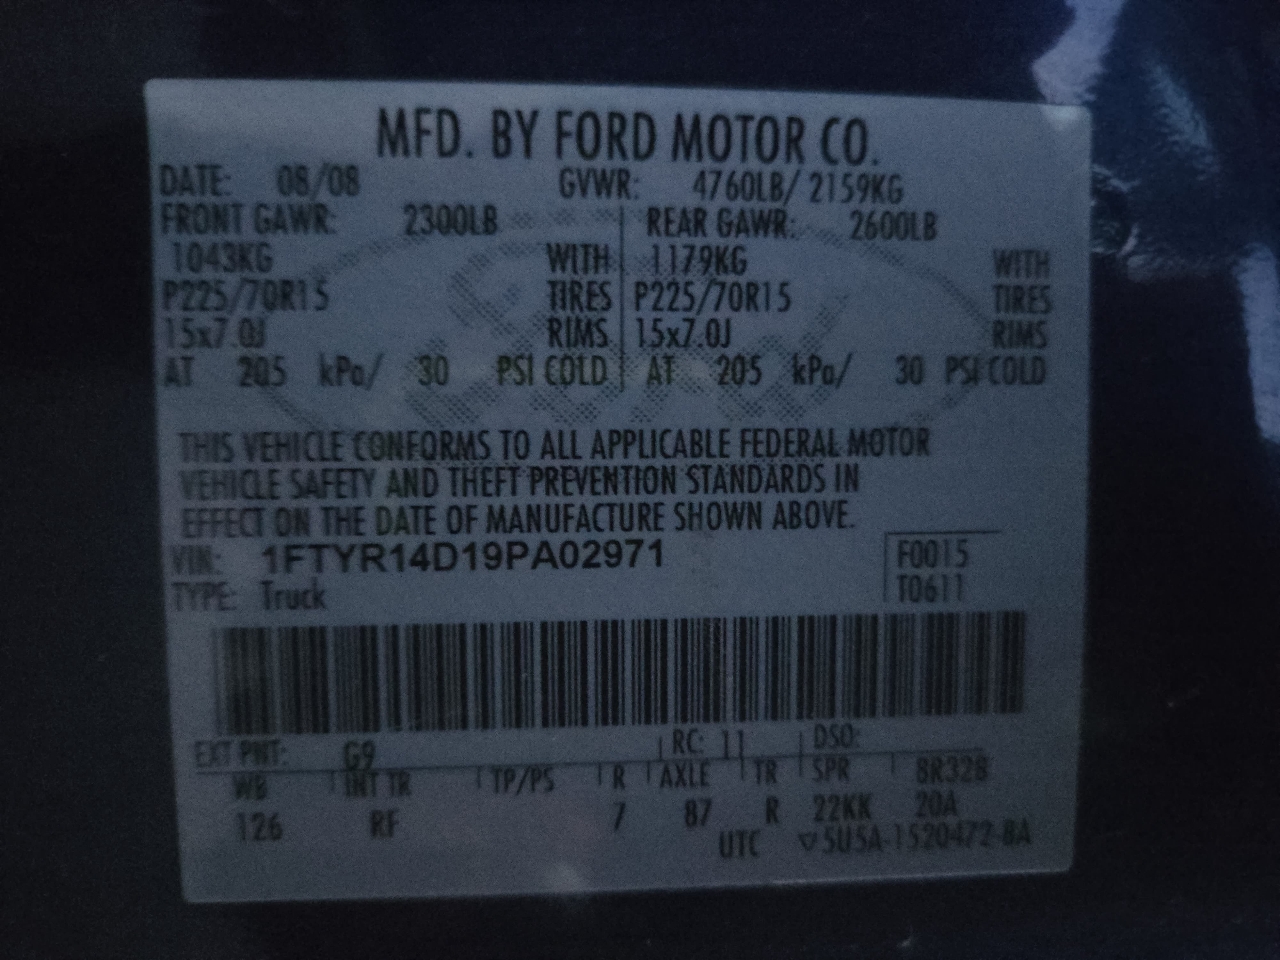 MFD. BY FORD MOTOR CO.
DATE: 08/08 GVWR: 4760LB/ 2159KG
FRONT GAWR: 2300LB REAR GAWR: 2600LB
1043KG WITH 1179KG WITH
P225/70R15 TIRES P225/70R15 TIRES
15x7.0J RIMS 15x7.0J RIMS
AT 205 kPa/ 30 PSI COLD AT 205 kPa/ 30 PSI COLD
THIS VEHICLE CONFORMS TO ALL APPLICABLE FEDERAL MOTOR
VEHICLE SAFETY AND THEFT PREVENTION STANDARDS IN
EFFECT ON THE DATE OF MANUFACTURE SHOWN ABOVE.
VIN: 1FTYR14D19PA02971 F0015
TYPE: Truck T0611
EXT PNT: G9 RC: 11 DSO:
WB INT TR TP/PS R AXLE TR SPR 8R328
126 RF 7 87 R 22KK 20A
UTC ▽5U5A-1520472-BA